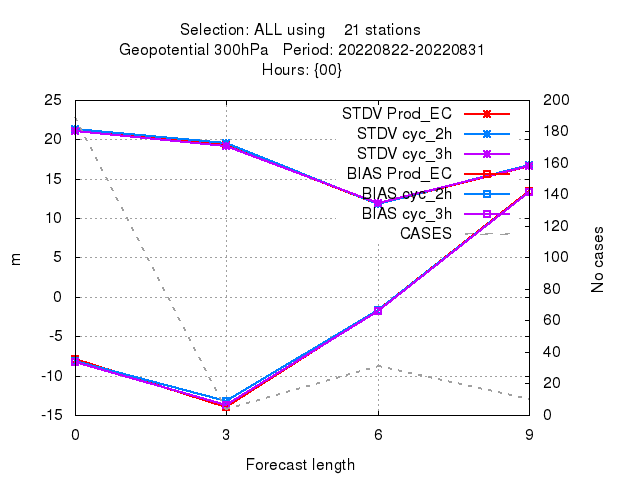 Selection: ALL using 21 stations
Geopotential 300hPa Period: 20220822-20220831
Hours: {00}
25
20
15
10
5
0
-5
-10
-15
m
200
180
160
140
120
100
80
60
40
20
0
No cases
STDV Prod_EC
STDV cyc_2h
STDV cyc_3h
BIAS Prod_EC
BIAS cyc_2h
BIAS cyc_3h
CASES
0 3 6 9
Forecast length